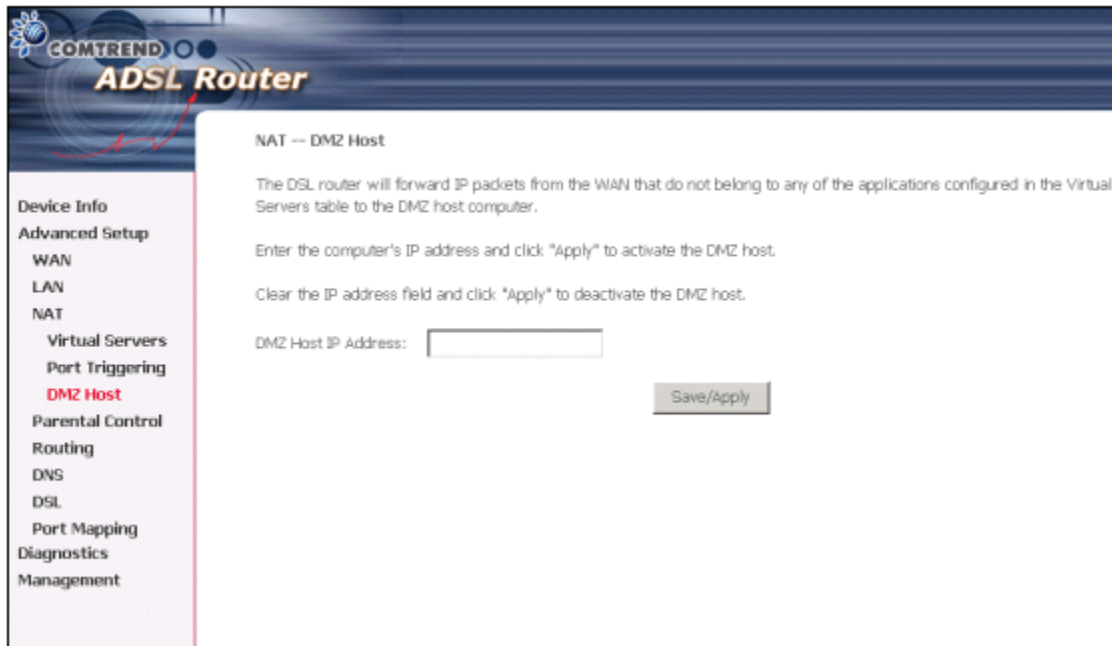 COMTREND
ADSL Router
NAT -- DMZ Host
The DSL router will forward IP packets from the WAN that do not belong to any of the applications configured in the Virtual
Servers table to the DMZ host computer.
Enter the computer's IP address and click "Apply" to activate the DMZ host.
Clear the IP address field and click "Apply" to deactivate the DMZ host.
DMZ Host IP Address:
Save/Apply
Device Info
Advanced Setup
WAN
LAN
NAT
Virtual Servers
Port Triggering
DMZ Host
Parental Control
Routing
DNS
DSL
Port Mapping
Diagnostics
Management